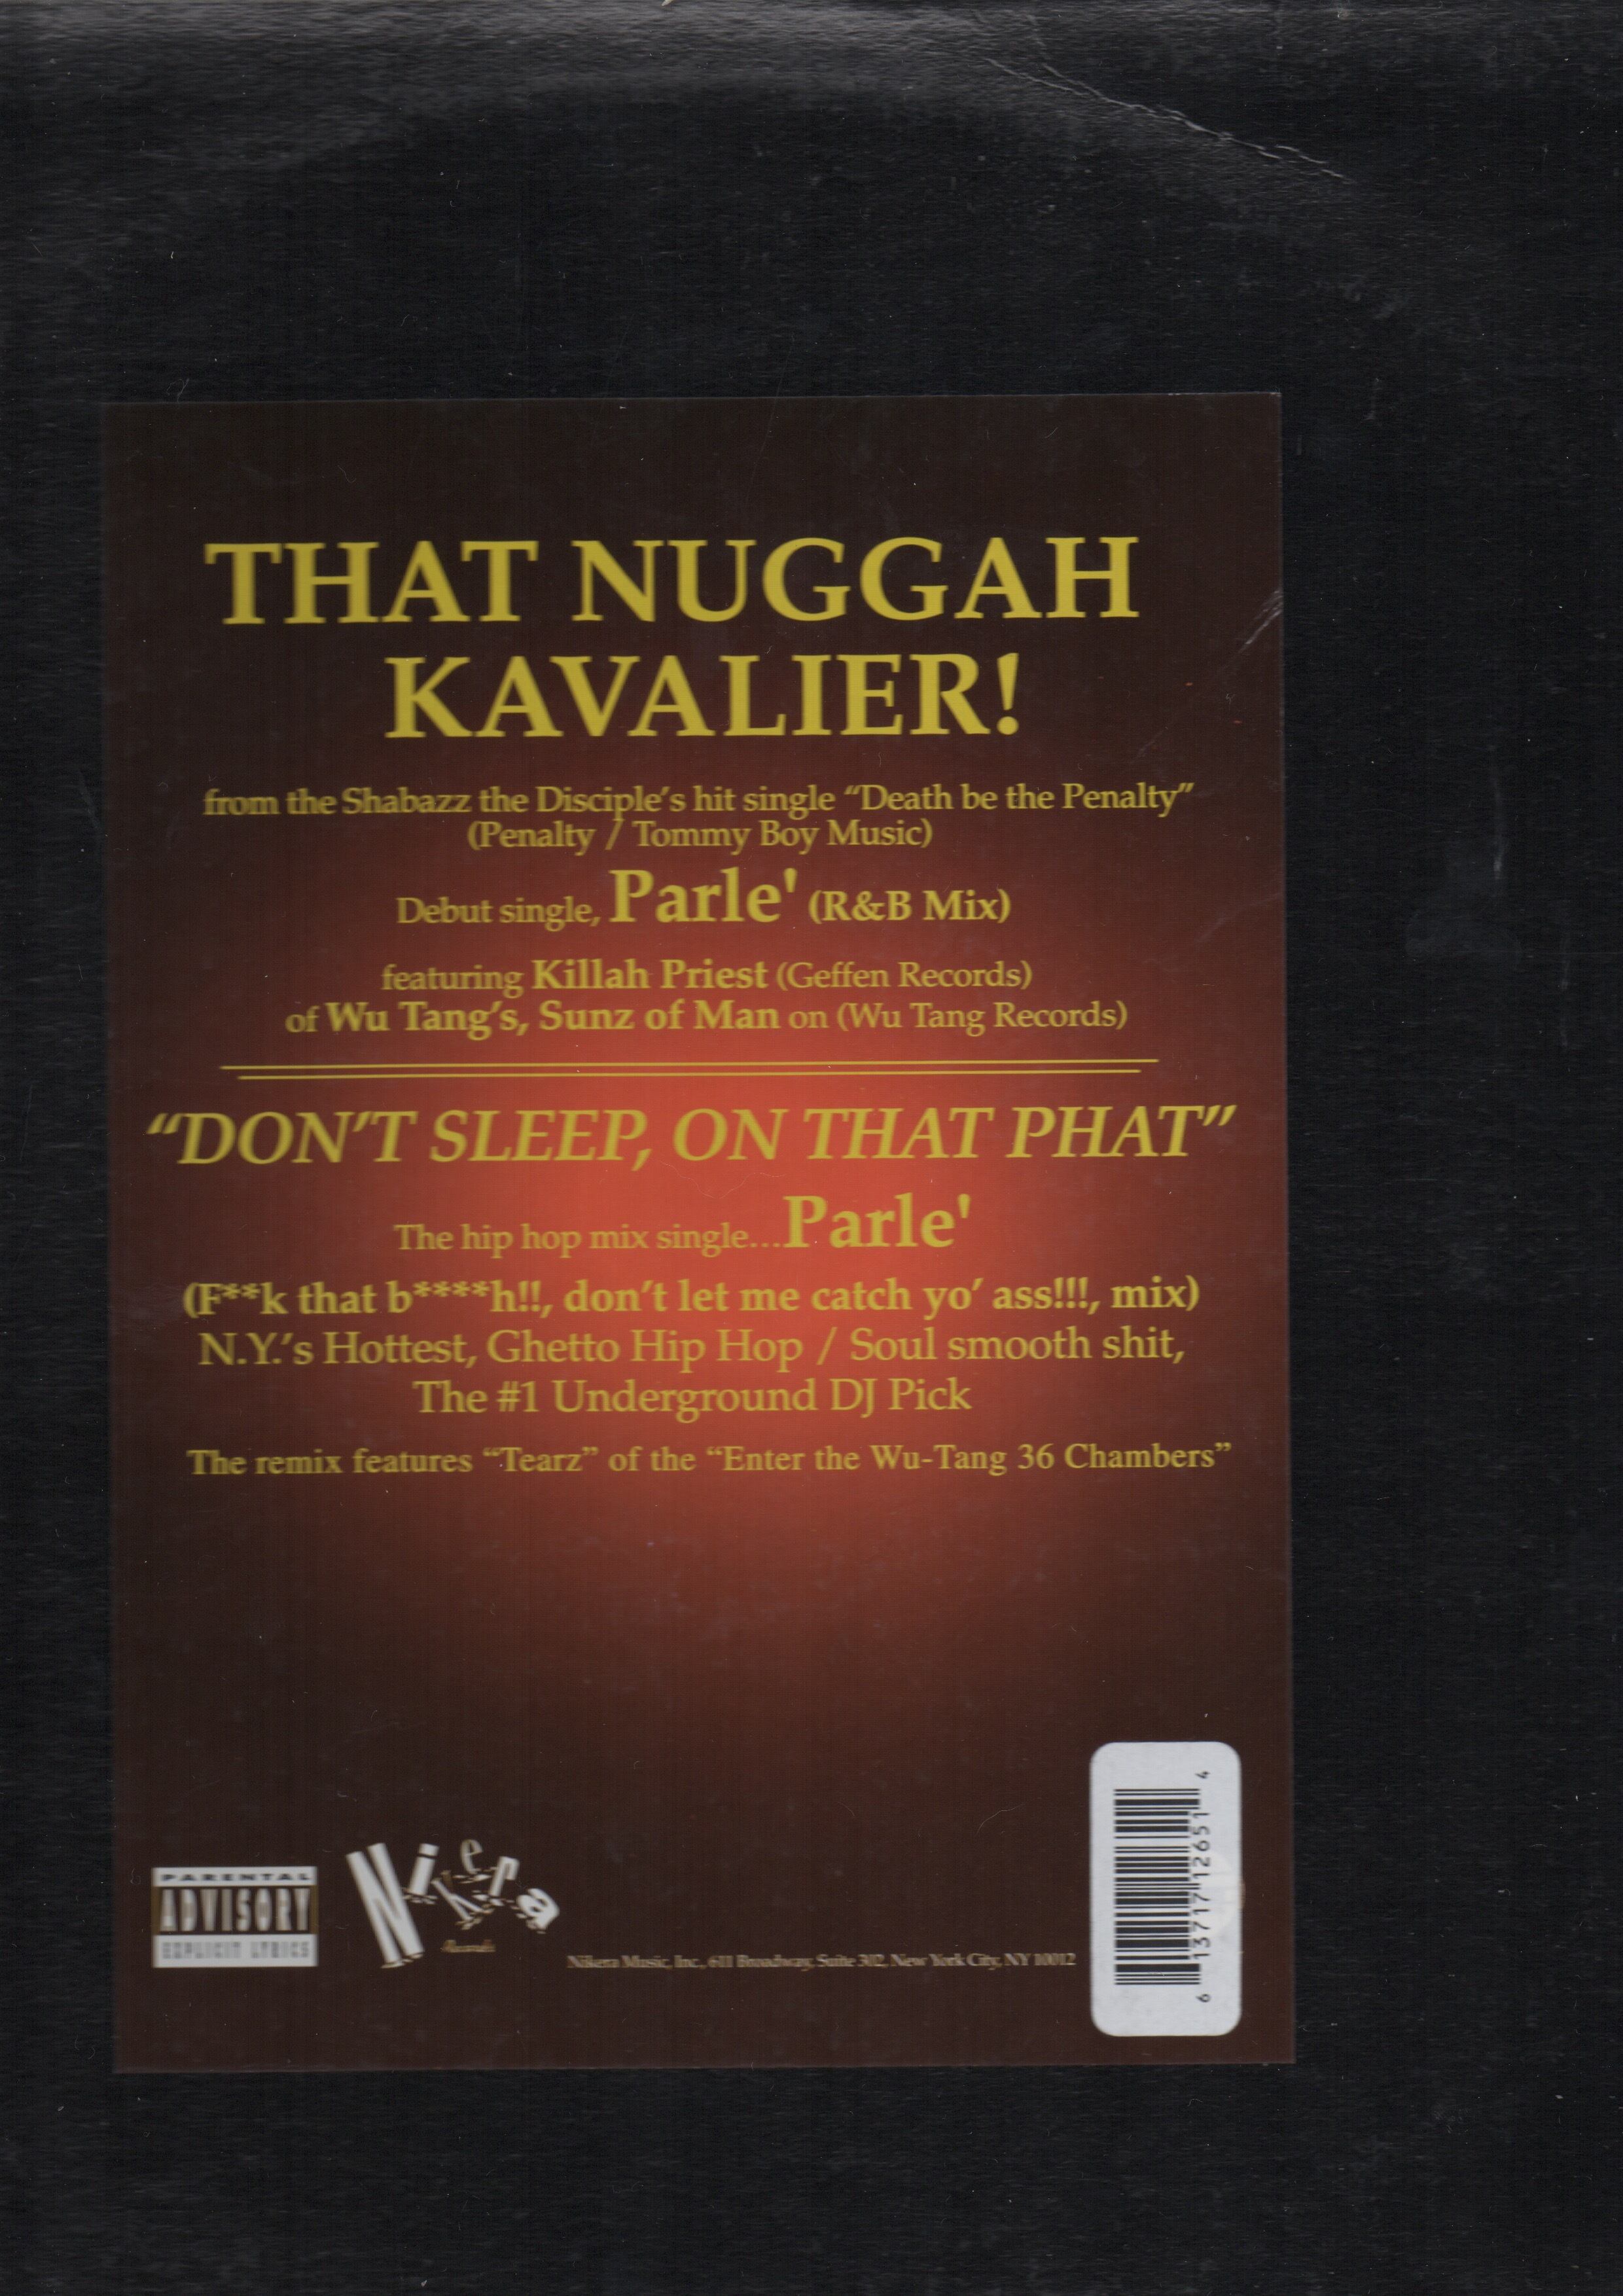 THAT NUGGAH
KAVALIER!
from the Shabazz the Disciple's hit single “Death be the Penalty”
(Penalty / Tommy Boy Music)
Debut single, Parle' (R&B Mix)
featuring Killah Priest (Geffen Records)
of Wu Tang's, Sunz of Man on (Wu Tang Records)
“DON'T SLEEP, ON THAT PHAT”
The hip hop mix single...Parle'
(F**k that b****h!!, don't let me catch yo' ass!!!, mix)
N.Y.'s Hottest, Ghetto Hip Hop / Soul smooth shit,
The #1 Underground DJ Pick
The remix features “Tearz” of the “Enter the Wu-Tang 36 Chambers”
PARENTAL
ADVISORY
EXPLICIT LYRICS
Nikera
Records
Nikera Music, Inc., 611 Broadway, Suite 302, New York City, NY 10012
6 13717 12651 4